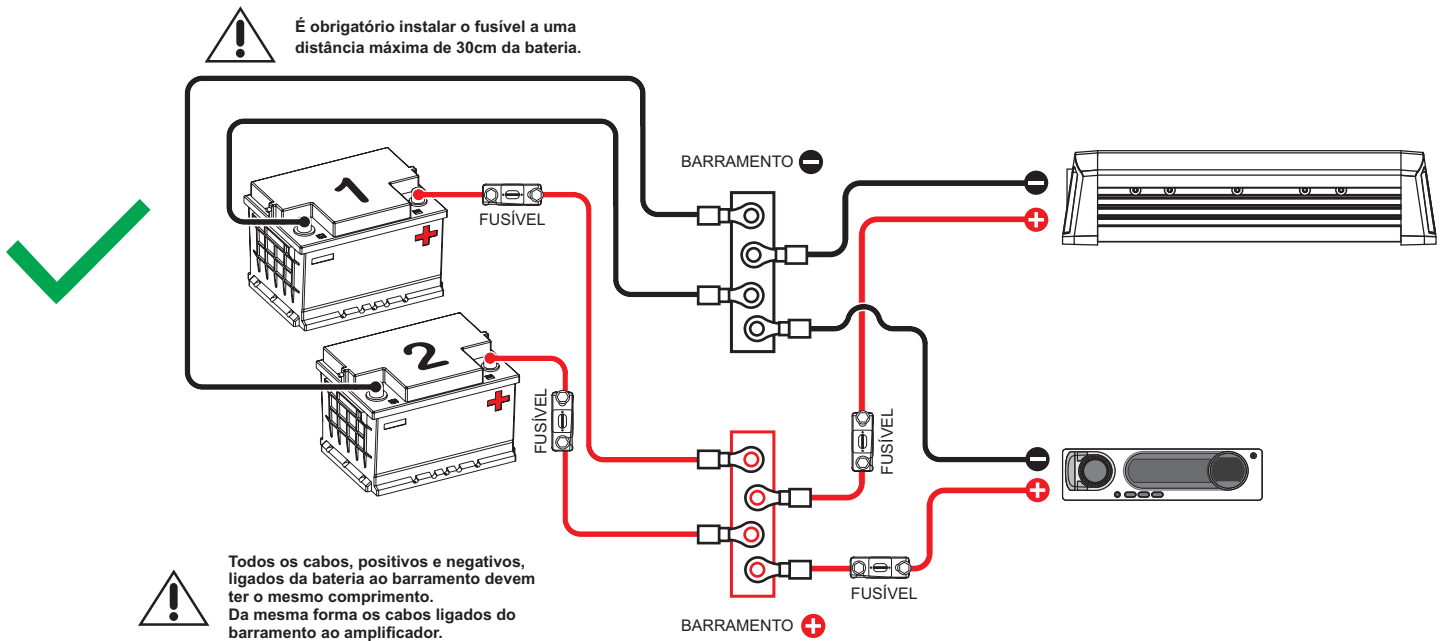 É obrigatório instalar o fusível a uma
distância máxima de 30cm da bateria.
BARRAMENTO
1
FUSÍVEL
2
FUSÍVEL
FUSÍVEL
FUSÍVEL
Todos os cabos, positivos e negativos,
ligados da bateria ao barramento devem
ter o mesmo comprimento.
Da mesma forma os cabos ligados do
barramento ao amplificador.
BARRAMENTO